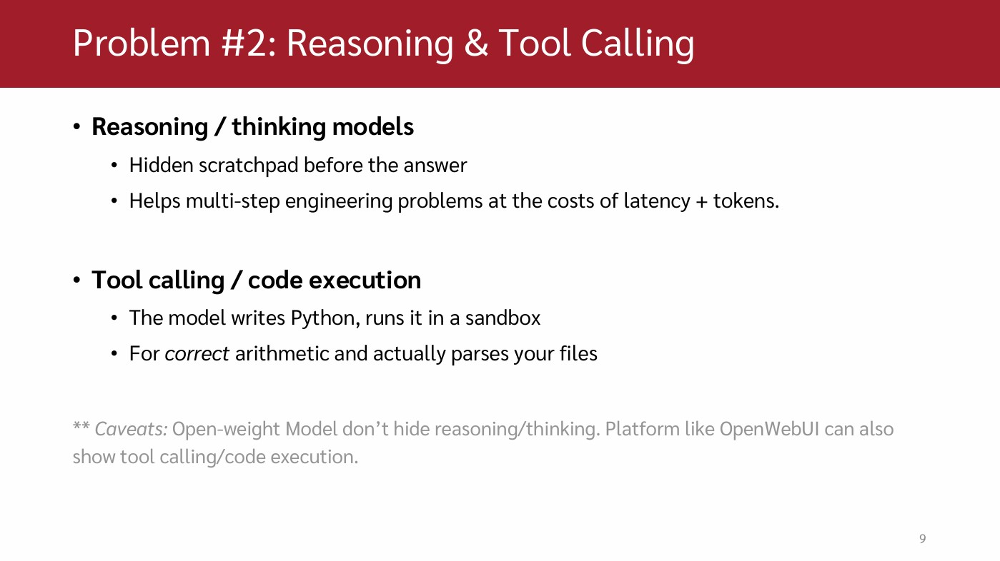 Problem #2: Reasoning & Tool Calling
• Reasoning / thinking models
• Hidden scratchpad before the answer
• Helps multi-step engineering problems at the costs of latency + tokens.
• Tool calling / code execution
• The model writes Python, runs it in a sandbox
• For correct arithmetic and actually parses your files
** Caveats: Open-weight Model don’t hide reasoning/thinking. Platform like OpenWebUI can also
show tool calling/code execution.
9